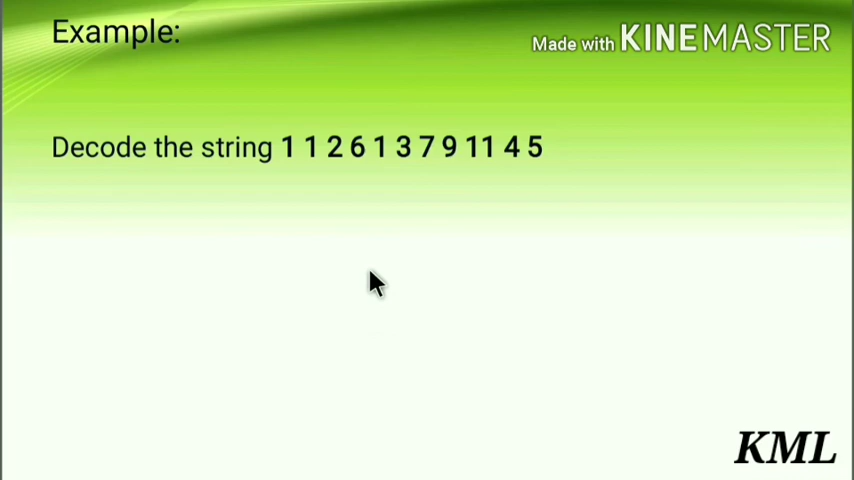 Example:
Made with KINEMASTER
Decode the string 1 1 2 6 1 3 7 9 11 4 5
KML